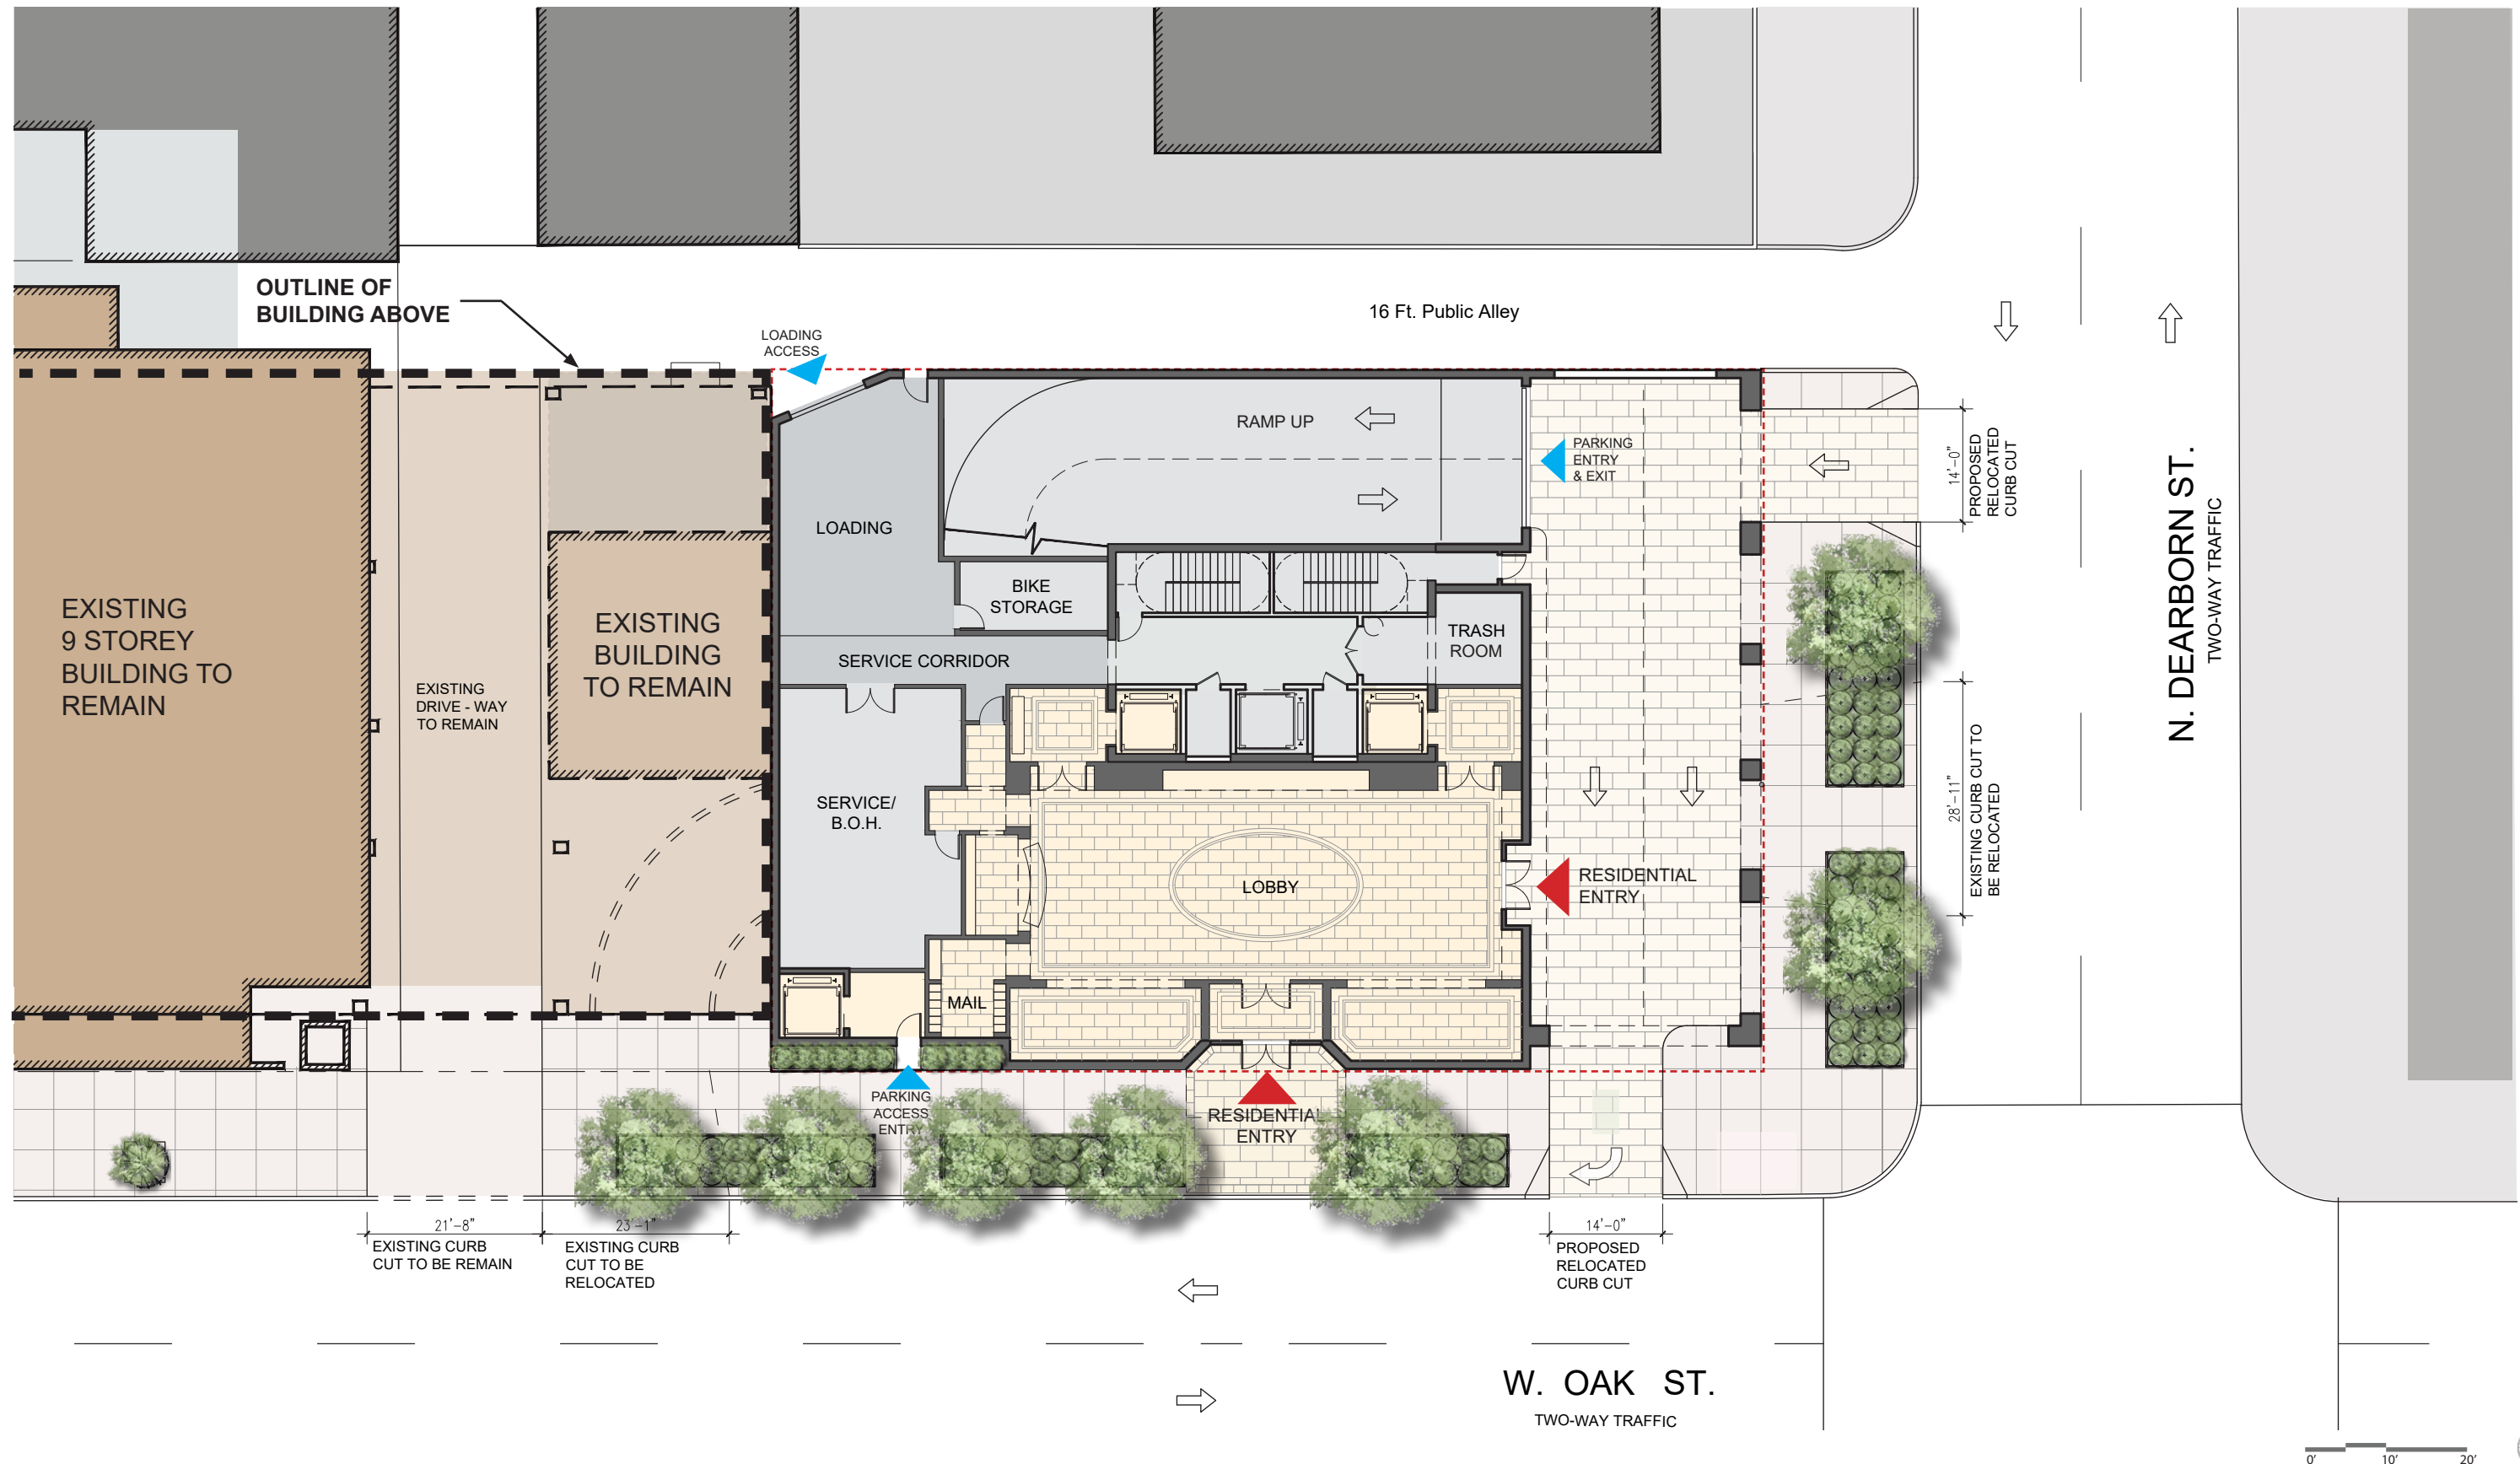 OUTLINE OF
BUILDING ABOVE
16 Ft. Public Alley
LOADING
ACCESS
RAMP UP
PARKING
ENTRY
& EXIT
14'-0"
PROPOSED
RELOCATED
CURB CUT
N. DEARBORN ST.
TWO-WAY TRAFFIC
LOADING
BIKE
STORAGE
EXISTING
9 STOREY
BUILDING TO
REMAIN
EXISTING
BUILDING
TO REMAIN
TRASH
ROOM
SERVICE CORRIDOR
EXISTING
DRIVE - WAY
TO REMAIN
28'-11"
EXISTING CURB CUT TO
BE RELOCATED
SERVICE/
B.O.H.
LOBBY
RESIDENTIAL
ENTRY
MAIL
PARKING
ACCESS
ENTRY
RESIDENTIAL
ENTRY
21'-8"
EXISTING CURB
CUT TO BE REMAIN
23'-1"
EXISTING CURB
CUT TO BE
RELOCATED
14'-0"
PROPOSED
RELOCATED
CURB CUT
W. OAK ST.
TWO-WAY TRAFFIC
0' 10' 20'